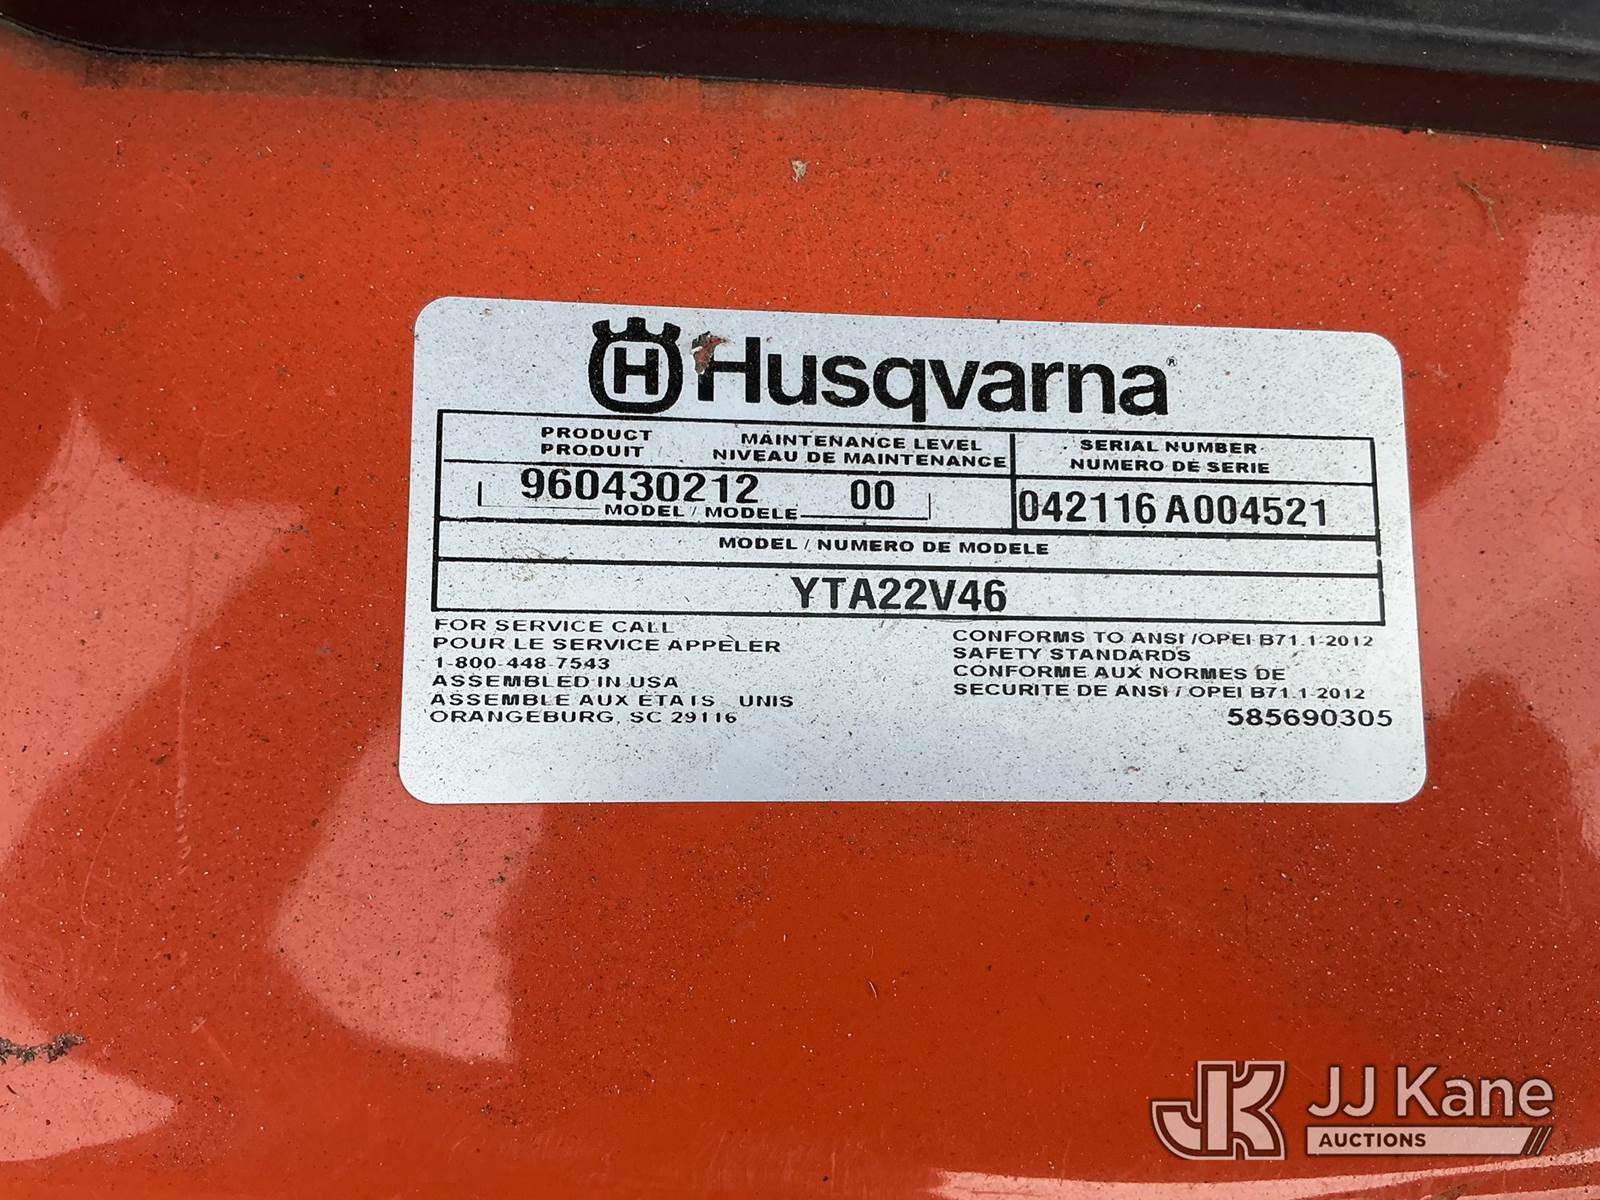 Husqvarna®
PRODUCT MAINTENANCE LEVEL SERIAL NUMBER
PRODUIT NIVEAU DE MAINTENANCE NUMERO DE SERIE
960430212 00 042116 A004521
MODEL / MODELE
MODEL / NUMERO DE MODELE
YTA22V46
FOR SERVICE CALL
POUR LE SERVICE APPELER
1-800-448-7543
ASSEMBLED IN USA
ASSEMBLE AUX ETATS UNIS
ORANGEBURG, SC 29116
CONFORMS TO ANSI /OPEI B71.1-2012
SAFETY STANDARDS
CONFORME AUX NORMES DE
SECURITE DE ANSI / OPEI B71.1-2012
585690305
JK JJ Kane
AUCTIONS